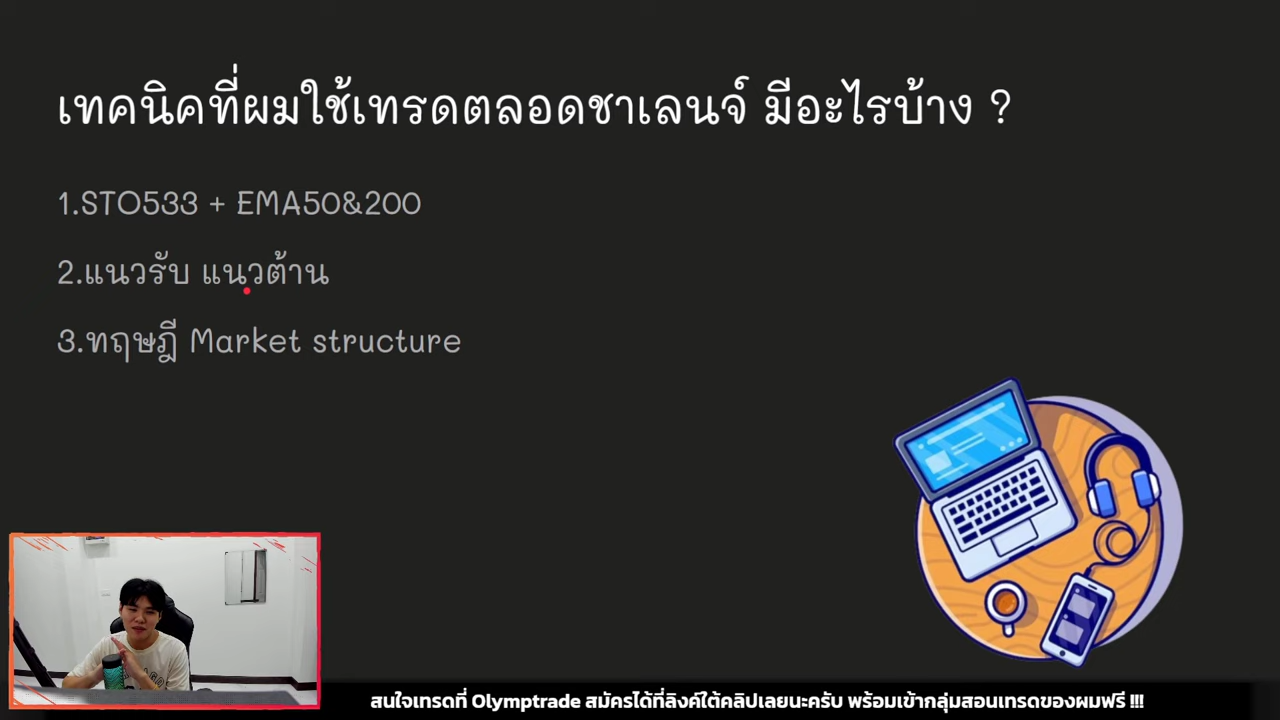 เทคนิคที่ผมใช้เทรดตลอดชาเลนจ์ มีอะไรบ้าง ?
1.STO533 + EMA50&200
2.แนวรับ แนวต้าน
3.ทฤษฎี Market structure
สนใจเทรดที่ Olymptrade สมัครได้ที่ลิงค์ใต้คลิปเลยนะครับ พร้อมเข้ากลุ่มสอนเทรดของผมฟรี !!!